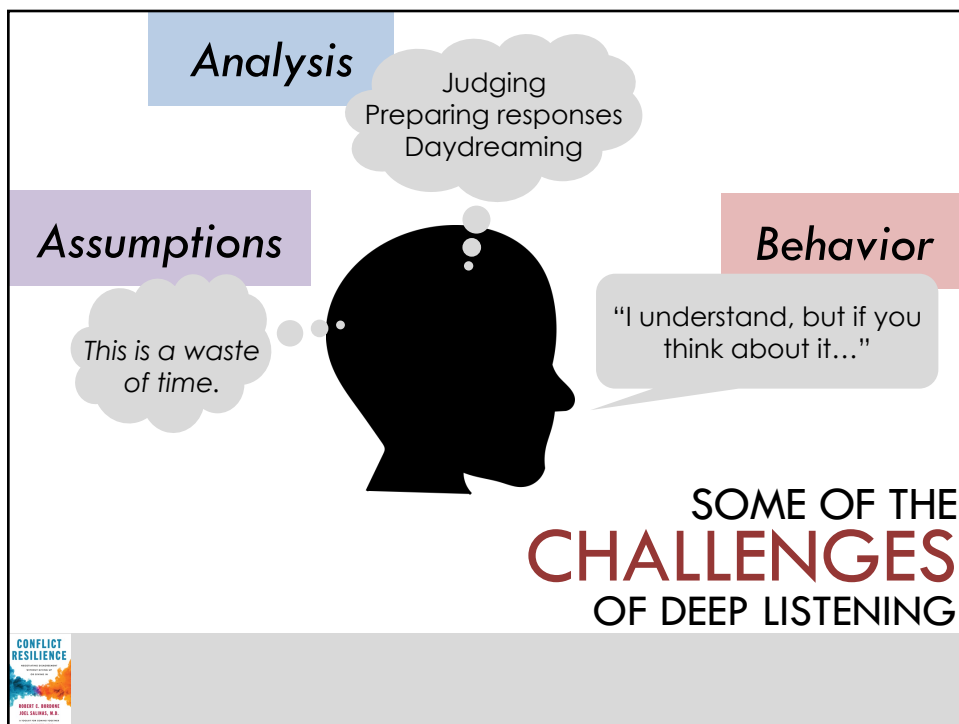 Analysis
Judging
Preparing responses
Daydreaming
Assumptions
Behavior
This is a waste
of time.
“I understand, but if you
think about it…”
SOME OF THE
CHALLENGES
OF DEEP LISTENING
CONFLICT
RESILIENCE
ROBERT C. BORDONE
JOEL SALINAS, M.D.